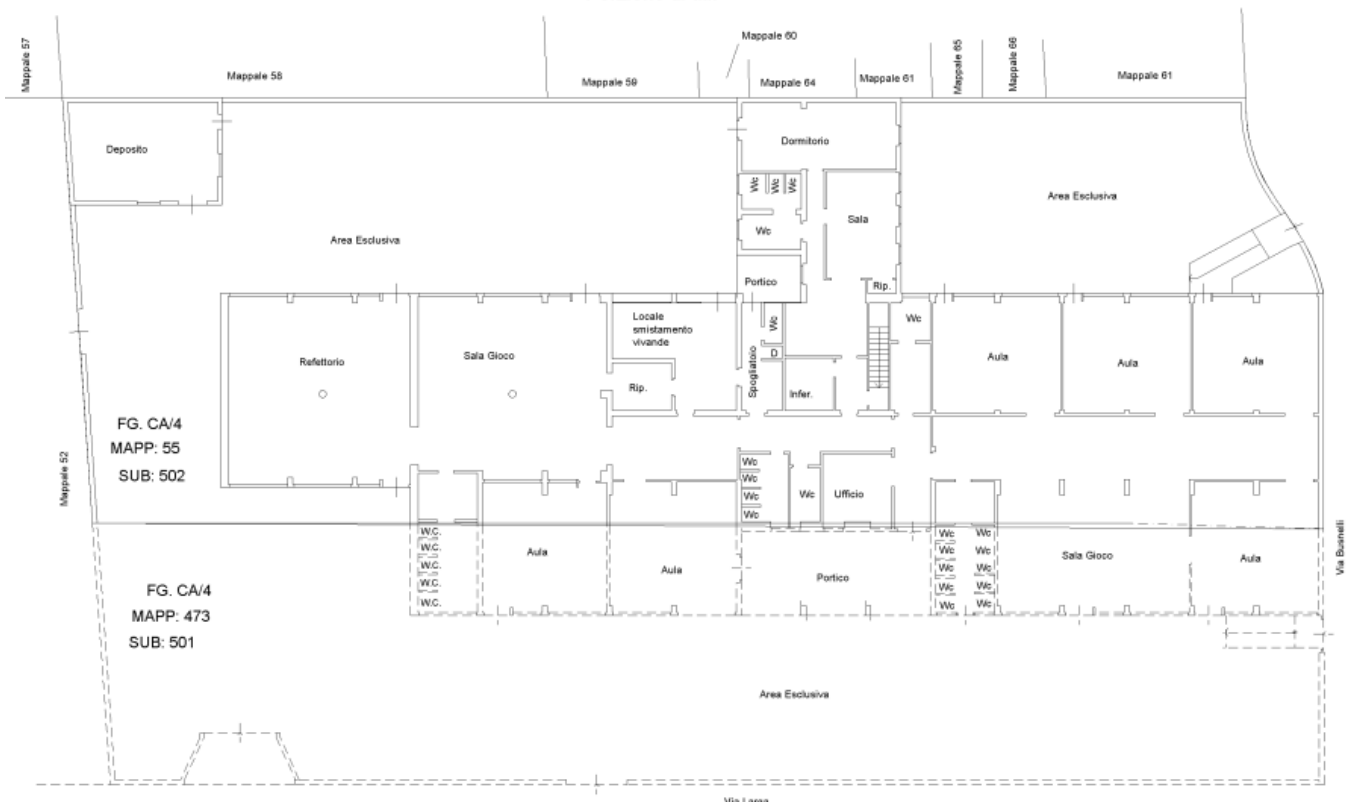 Mappale 57
Mappale 58
Mappale 59
Mappale 60
Mappale 64
Mappale 61
Mappale 65
Mappale 66
Mappale 61
Deposito
Dormitorio
Area Esclusiva
Wc
Wc
Wc
Sala
Wc
Area Esclusiva
Portico
Rip.
Locale
smistamento
vivande
Wc
Wc
Refettorio
Sala Gioco
Spogliatoio
D
Aula
Aula
Aula
Rip.
Infer.
FG. CA/4
MAPP: 55
SUB: 502
Mappale 52
Wc
Wc
Wc
Wc
Wc
Ufficio
W.C.
W.C.
W.C.
W.C.
W.C.
Aula
Aula
Portico
Wc
Wc
Wc
Wc
Wc
Wc
Wc
Wc
Wc
Wc
Sala Gioco
Aula
Via Busnelli
FG. CA/4
MAPP: 473
SUB: 501
Area Esclusiva